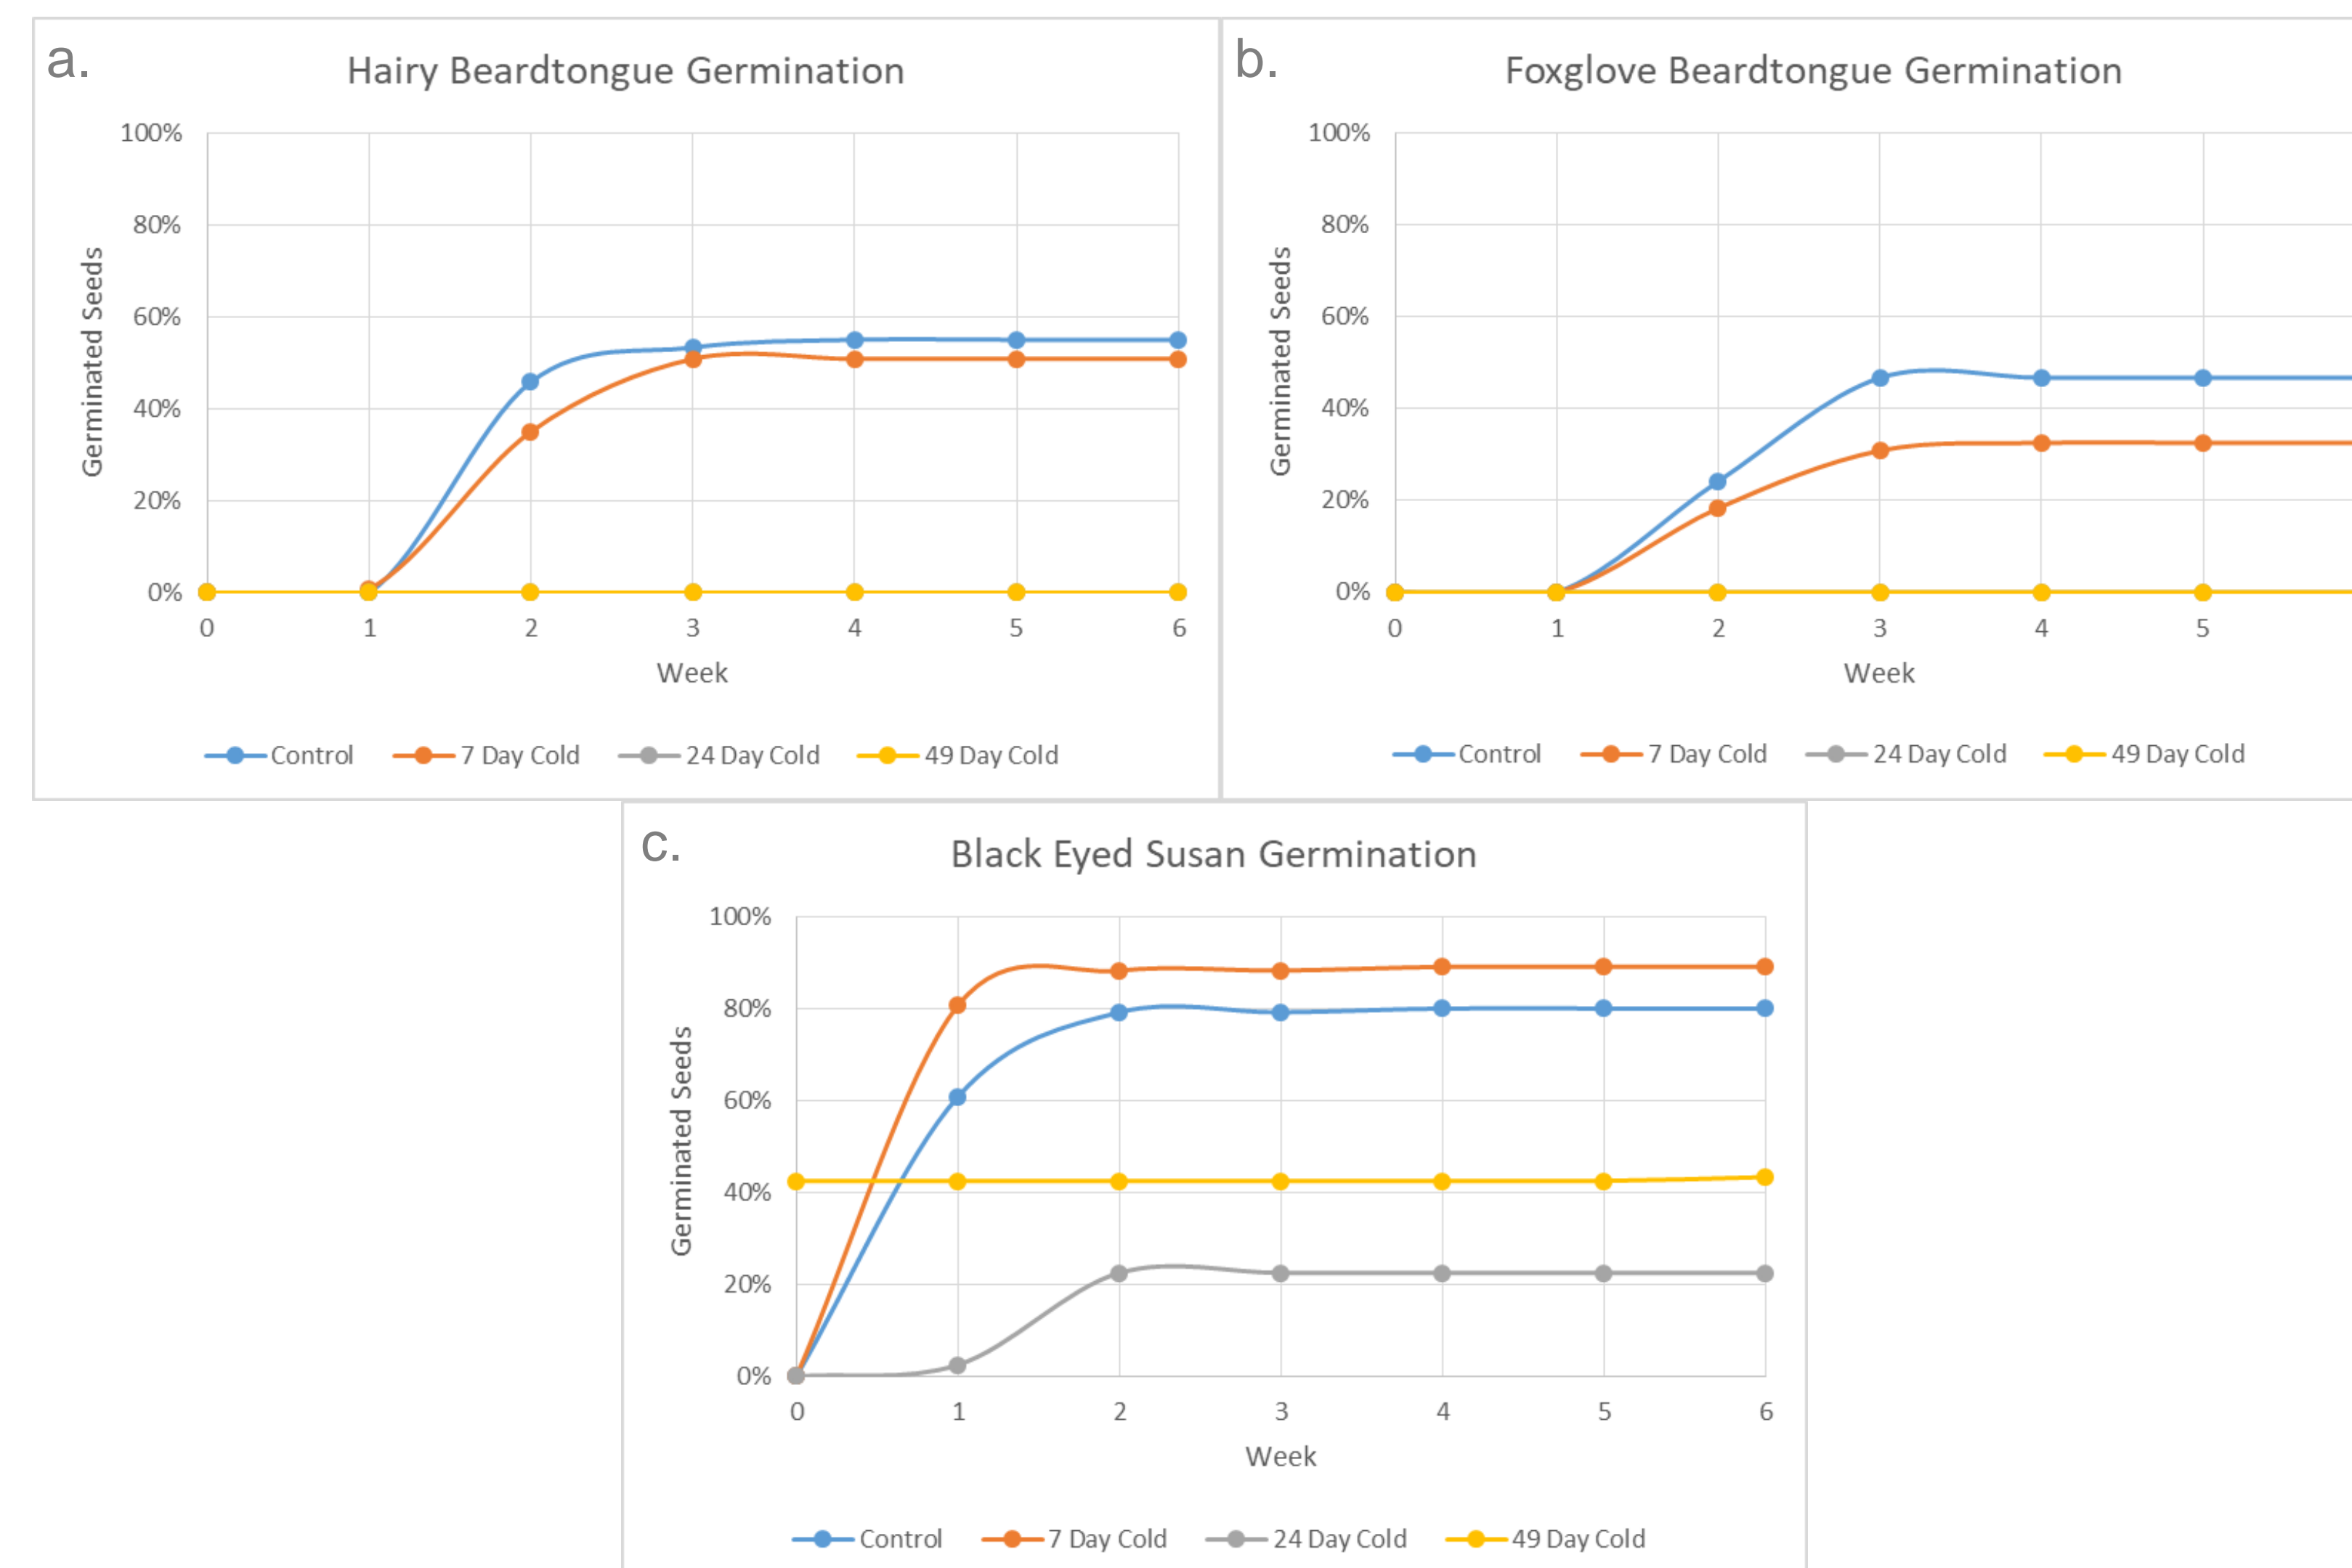 a.
Hairy Beardtongue Germination
100%
80%
60%
40%
20%
0%
Germinated Seeds
0 1 2 3 4 5 6
Week
Control 7 Day Cold 24 Day Cold 49 Day Cold
b.
Foxglove Beardtongue Germination
100%
80%
60%
40%
20%
0%
Germinated Seeds
0 1 2 3 4 5
Week
Control 7 Day Cold 24 Day Cold 49 Day Cold
c.
Black Eyed Susan Germination
100%
80%
60%
40%
20%
0%
Germinated Seeds
0 1 2 3 4 5 6
Week
Control 7 Day Cold 24 Day Cold 49 Day Cold